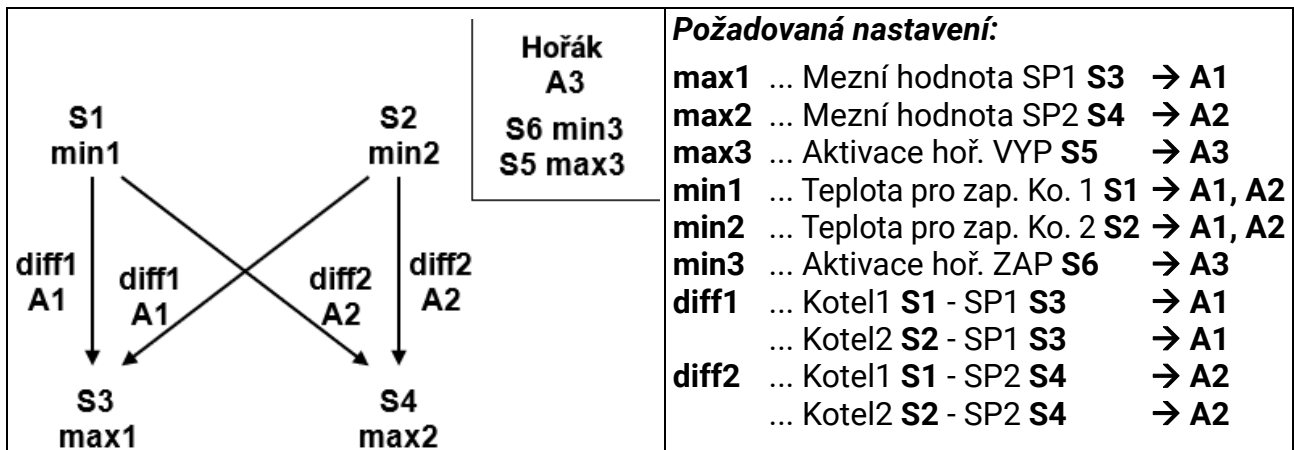 Hořák
A3
S6 min3
S5 max3
S1
min1
S2
min2
diff1
A1
diff1
A1
diff2
A2
diff2
A2
S3
max1
S4
max2
Požadovaná nastavení:
max1 ... Mezní hodnota SP1 S3 → A1
max2 ... Mezní hodnota SP2 S4 → A2
max3 ... Aktivace hoř. VYP S5 → A3
min1 ... Teplota pro zap. Ko. 1 S1 → A1, A2
min2 ... Teplota pro zap. Ko. 2 S2 → A1, A2
min3 ... Aktivace hoř. ZAP S6 → A3
diff1 ... Kotel1 S1 - SP1 S3 → A1
... Kotel2 S2 - SP1 S3 → A1
diff2 ... Kotel1 S1 - SP2 S4 → A2
... Kotel2 S2 - SP2 S4 → A2